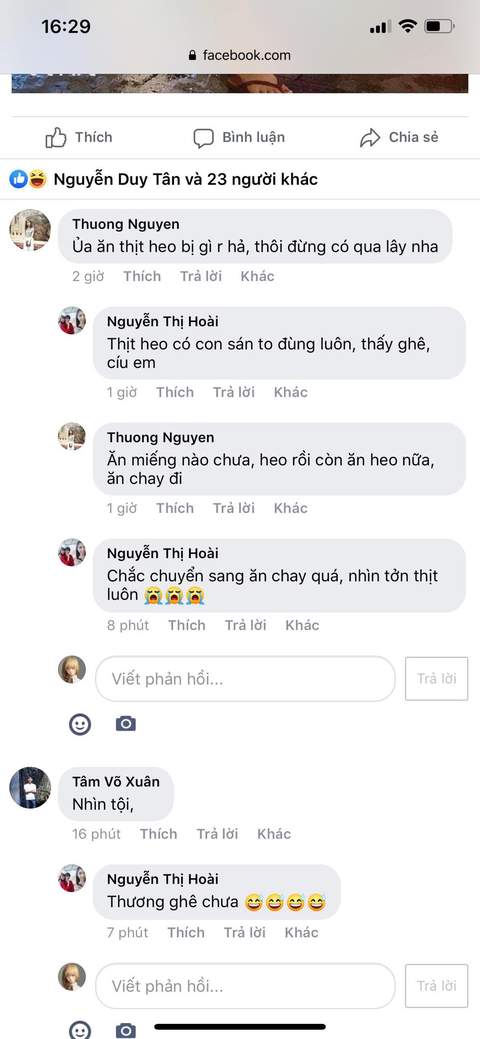 16:29
facebook.com
Thích
Bình luận
Chia sẻ
Nguyễn Duy Tân và 23 người khác
Thuong Nguyen
Ủa ăn thịt heo bị gì r hả, thôi đừng có qua lây nha
2 giờ Thích Trả lời Khác
Nguyễn Thị Hoài
Thịt heo có con sán to đùng luôn, thấy ghê,
cíu em
1 giờ Thích Trả lời Khác
Thuong Nguyen
Ăn miếng nào chưa, heo rồi còn ăn heo nữa,
ăn chay đi
1 giờ Thích Trả lời Khác
Nguyễn Thị Hoài
Chắc chuyển sang ăn chay quá, nhìn tởn thịt
luôn 😭😭😭
8 phút Thích Trả lời Khác
Viết phản hồi...
Trả lời
Tâm Võ Xuân
Nhìn tội,
16 phút Thích Trả lời Khác
Nguyễn Thị Hoài
Thương ghê chưa 😅😅😅😅
7 phút Thích Trả lời Khác
Viết phản hồi...
Trả lời